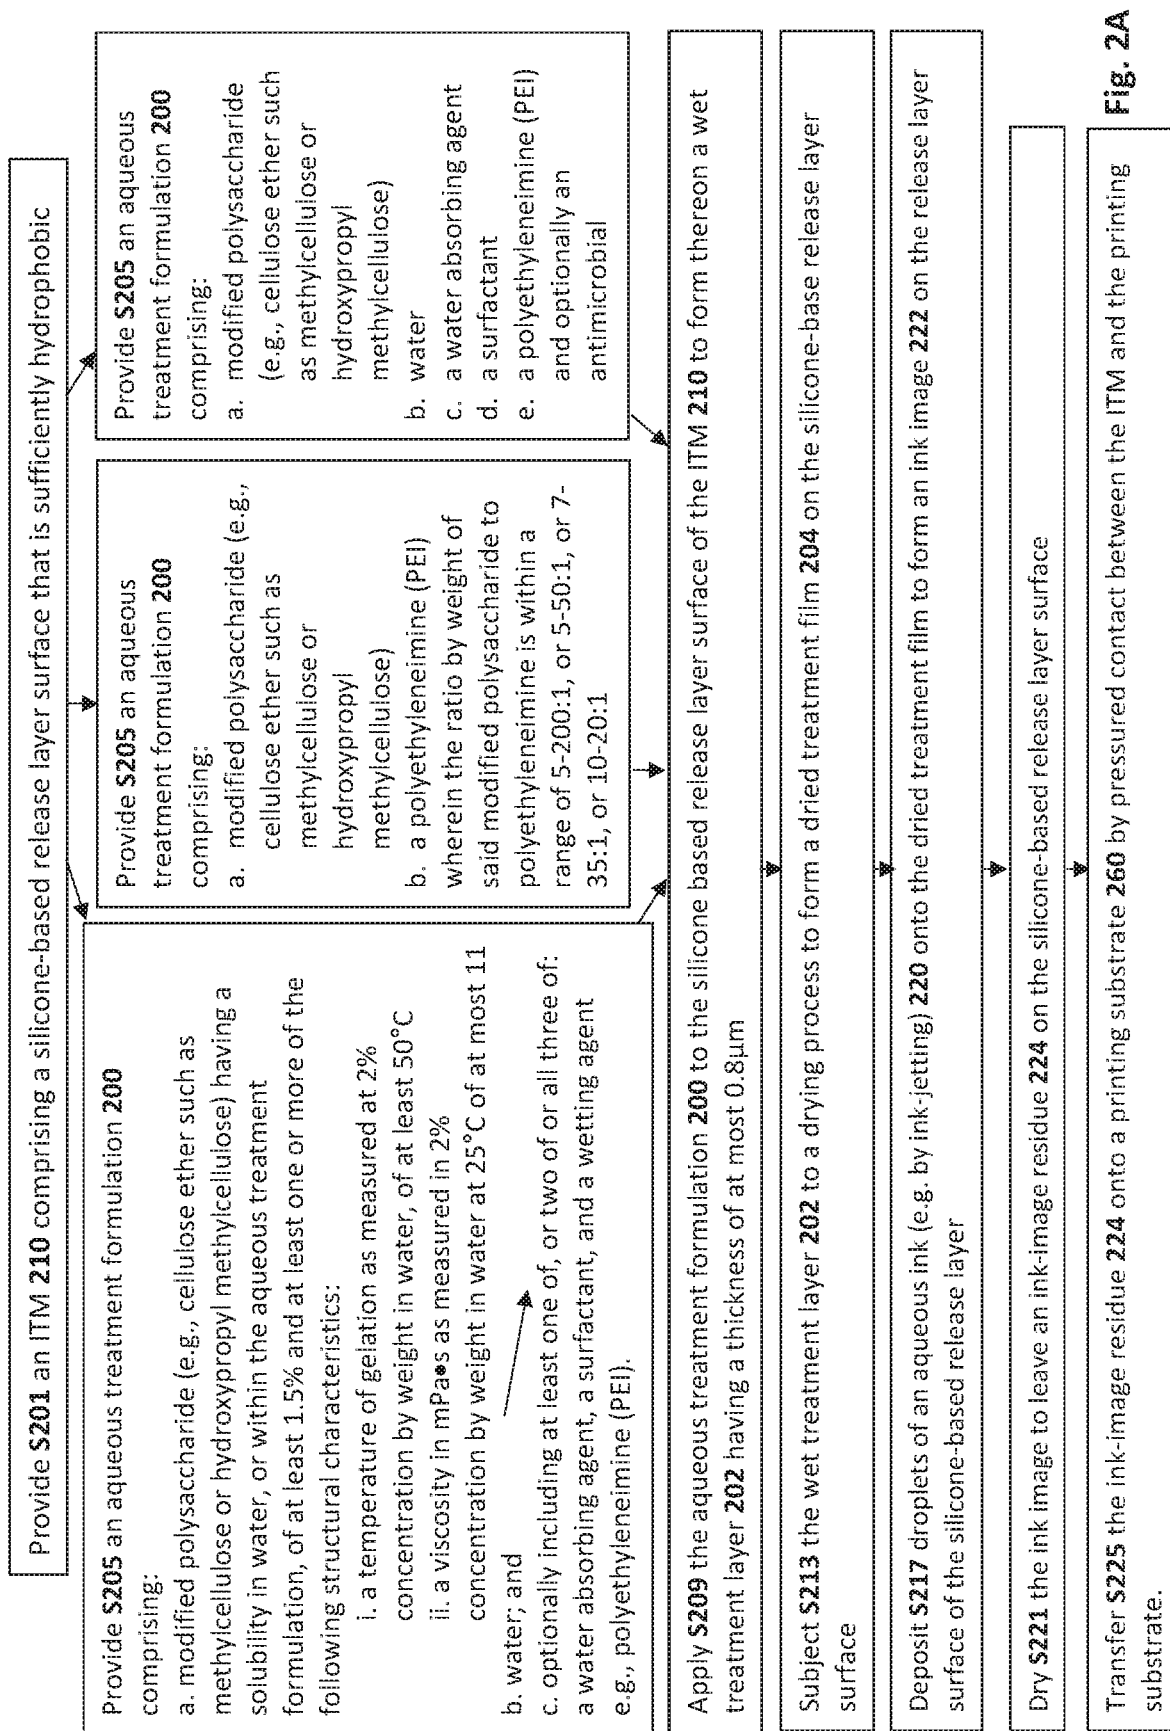 Provide S201 an ITM 210 comprising a silicone-based release layer surface that is sufficiently hydrophobic
Provide S205 an aqueous treatment formulation 200
comprising:
a. modified polysaccharide (e.g., cellulose ether such as
methylcellulose or hydroxypropyl methylcellulose) having a
solubility in water, or within the aqueous treatment
formulation, of at least 1.5% and at least one or more of the
following structural characteristics:
i. a temperature of gelation as measured at 2%
concentration by weight in water, of at least 50°C
ii. a viscosity in mPa•s as measured in 2%
concentration by weight in water at 25°C of at most 11
b. water; and
c. optionally including at least one of, or two of or all three of:
a water absorbing agent, a surfactant, and a wetting agent
e.g., polyethyleneimine (PEI).
Provide S205 an aqueous
treatment formulation 200
comprising:
a. modified polysaccharide (e.g.,
cellulose ether such as
methylcellulose or
hydroxypropyl
methylcellulose)
b. a polyethyleneimine (PEI)
wherein the ratio by weight of
said modified polysaccharide to
polyethyleneimine is within a
range of 5-200:1, or 5-50:1, or 7-
35:1, or 10-20:1
Provide S205 an aqueous
treatment formulation 200
comprising:
a. modified polysaccharide
(e.g., cellulose ether such
as methylcellulose or
hydroxypropyl
methylcellulose)
b. water
c. a water absorbing agent
d. a surfactant
e. a polyethyleneimine (PEI)
and optionally an
antimicrobial
Apply S209 the aqueous treatment formulation 200 to the silicone based release layer surface of the ITM 210 to form thereon a wet
treatment layer 202 having a thickness of at most 0.8μm
Subject S213 the wet treatment layer 202 to a drying process to form a dried treatment film 204 on the silicone-base release layer
surface
Deposit S217 droplets of an aqueous ink (e.g. by ink-jetting) 220 onto the dried treatment film to form an ink image 222 on the release layer
surface of the silicone-based release layer
Dry S221 the ink image to leave an ink-image residue 224 on the silicone-based release layer surface
Transfer S225 the ink-image residue 224 onto a printing substrate 260 by pressured contact between the ITM and the printing
substrate.
Fig. 2A